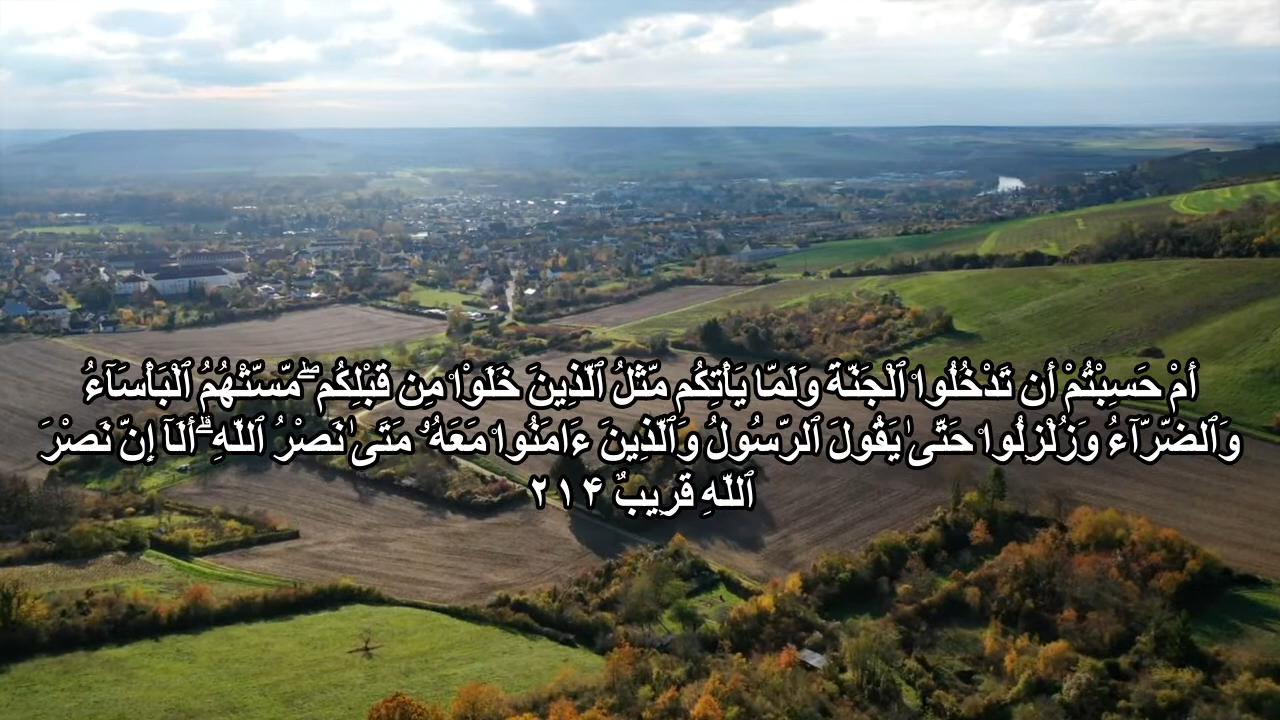 أَمْ حَسِبْتُمْ أَن تَدْخُلُوا۟ ٱلْجَنَّةَ وَلَمَّا يَأْتِكُم مَّثَلُ ٱلَّذِينَ خَلَوْا۟ مِن قَبْلِكُم ۖ مَّسَّتْهُمُ ٱلْبَأْسَآءُ
وَٱلضَّرَّآءُ وَزُلْزِلُوا۟ حَتَّىٰ يَقُولَ ٱلرَّسُولُ وَٱلَّذِينَ ءَامَنُوا۟ مَعَهُۥ مَتَىٰ نَصْرُ ٱللَّهِ ۗ أَلَآ إِنَّ نَصْرَ
ٱللَّهِ قَرِيبٌ ٢١۴